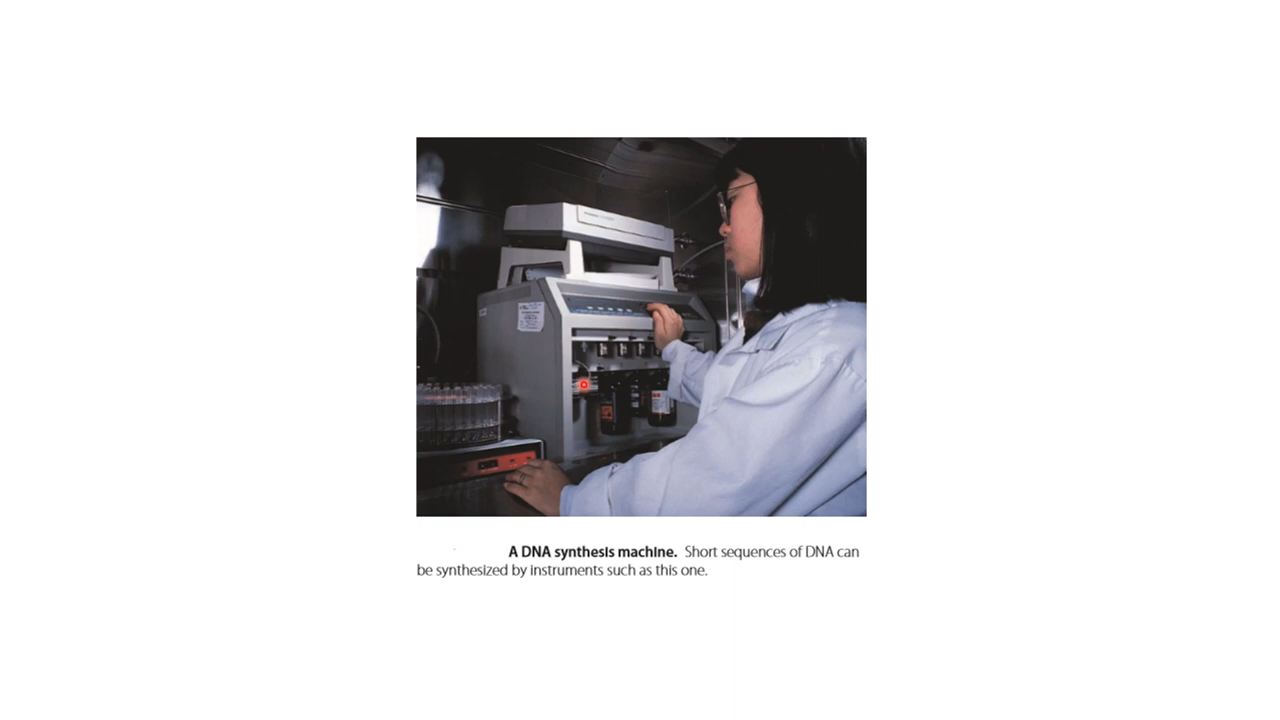 A DNA synthesis machine. Short sequences of DNA can
be synthesized by instruments such as this one.